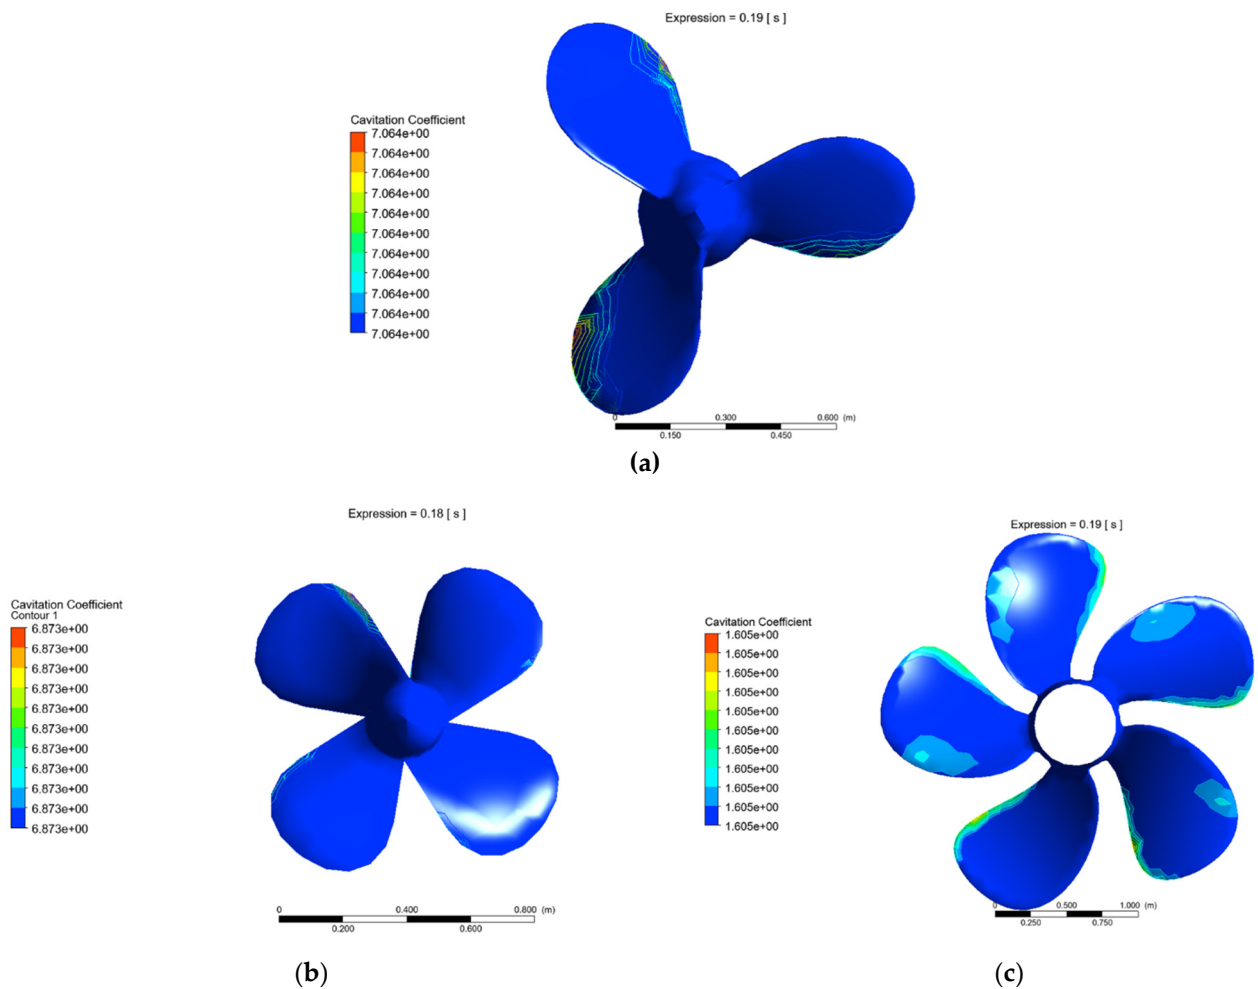 Expression = 0.19 [ s ]
Cavitation Coefficient
7.064e+00
7.064e+00
7.064e+00
7.064e+00
7.064e+00
7.064e+00
7.064e+00
7.064e+00
7.064e+00
7.064e+00
7.064e+00
0 0.300 0.600 (m)
0.150 0.450
(a)
Expression = 0.18 [ s ]
Cavitation Coefficient
Contour 1
6.873e+00
6.873e+00
6.873e+00
6.873e+00
6.873e+00
6.873e+00
6.873e+00
6.873e+00
6.873e+00
6.873e+00
6.873e+00
0 0.400 0.800 (m)
0.200 0.600
(b)
Expression = 0.19 [ s ]
Cavitation Coefficient
1.605e+00
1.605e+00
1.605e+00
1.605e+00
1.605e+00
1.605e+00
1.605e+00
1.605e+00
1.605e+00
1.605e+00
1.605e+00
0 0.500 1.000 (m)
0.250 0.750
(c)